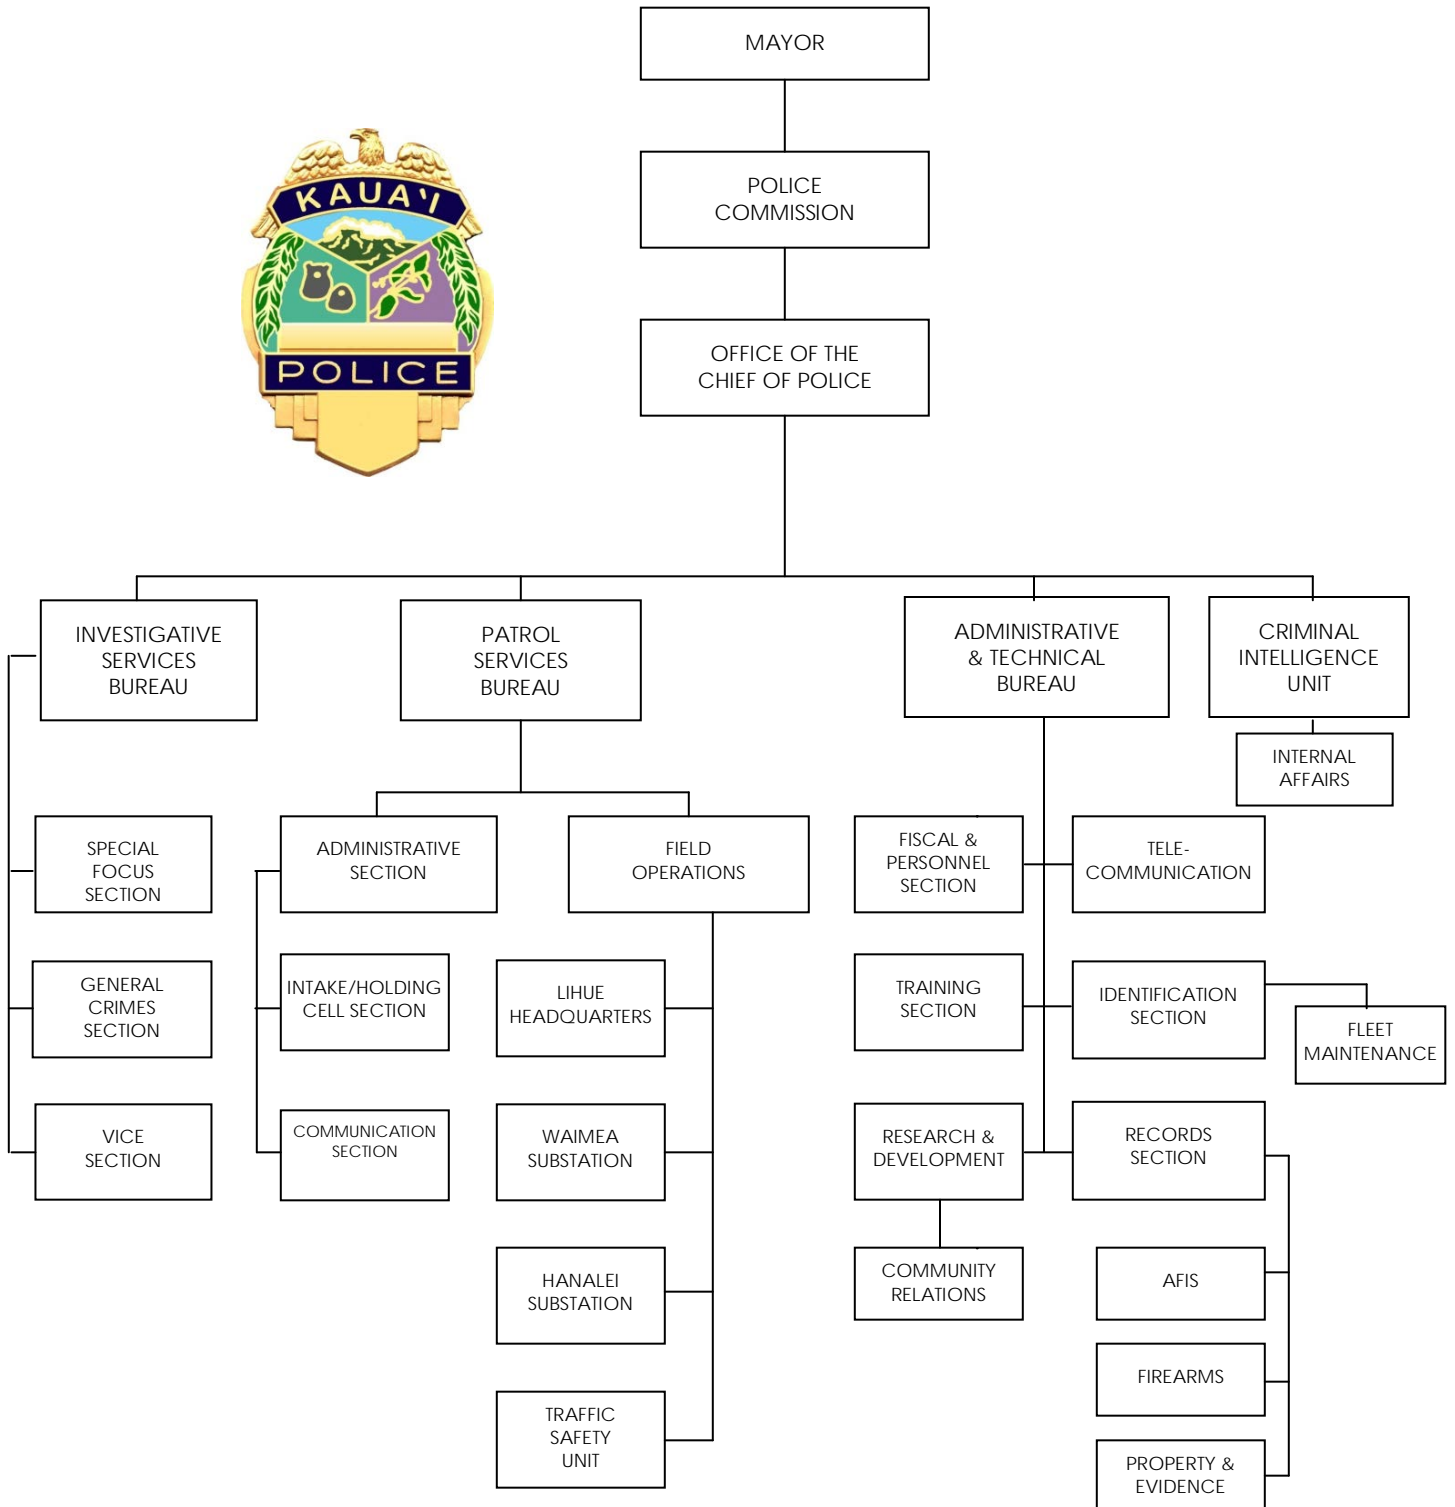 MAYOR
KAUA'I
POLICE
POLICE
COMMISSION
OFFICE OF THE
CHIEF OF POLICE
INVESTIGATIVE
SERVICES
BUREAU
PATROL
SERVICES
BUREAU
ADMINISTRATIVE
& TECHNICAL
BUREAU
CRIMINAL
INTELLIGENCE
UNIT
INTERNAL
AFFAIRS
SPECIAL
FOCUS
SECTION
ADMINISTRATIVE
SECTION
FIELD
OPERATIONS
FISCAL &
PERSONNEL
SECTION
TELE-
COMMUNICATION
GENERAL
CRIMES
SECTION
INTAKE/HOLDING
CELL SECTION
LIHUE
HEADQUARTERS
TRAINING
SECTION
IDENTIFICATION
SECTION
FLEET
MAINTENANCE
VICE
SECTION
COMMUNICATION
SECTION
WAIMEA
SUBSTATION
RESEARCH &
DEVELOPMENT
RECORDS
SECTION
HANALEI
SUBSTATION
COMMUNITY
RELATIONS
AFIS
FIREARMS
TRAFFIC
SAFETY
UNIT
PROPERTY &
EVIDENCE